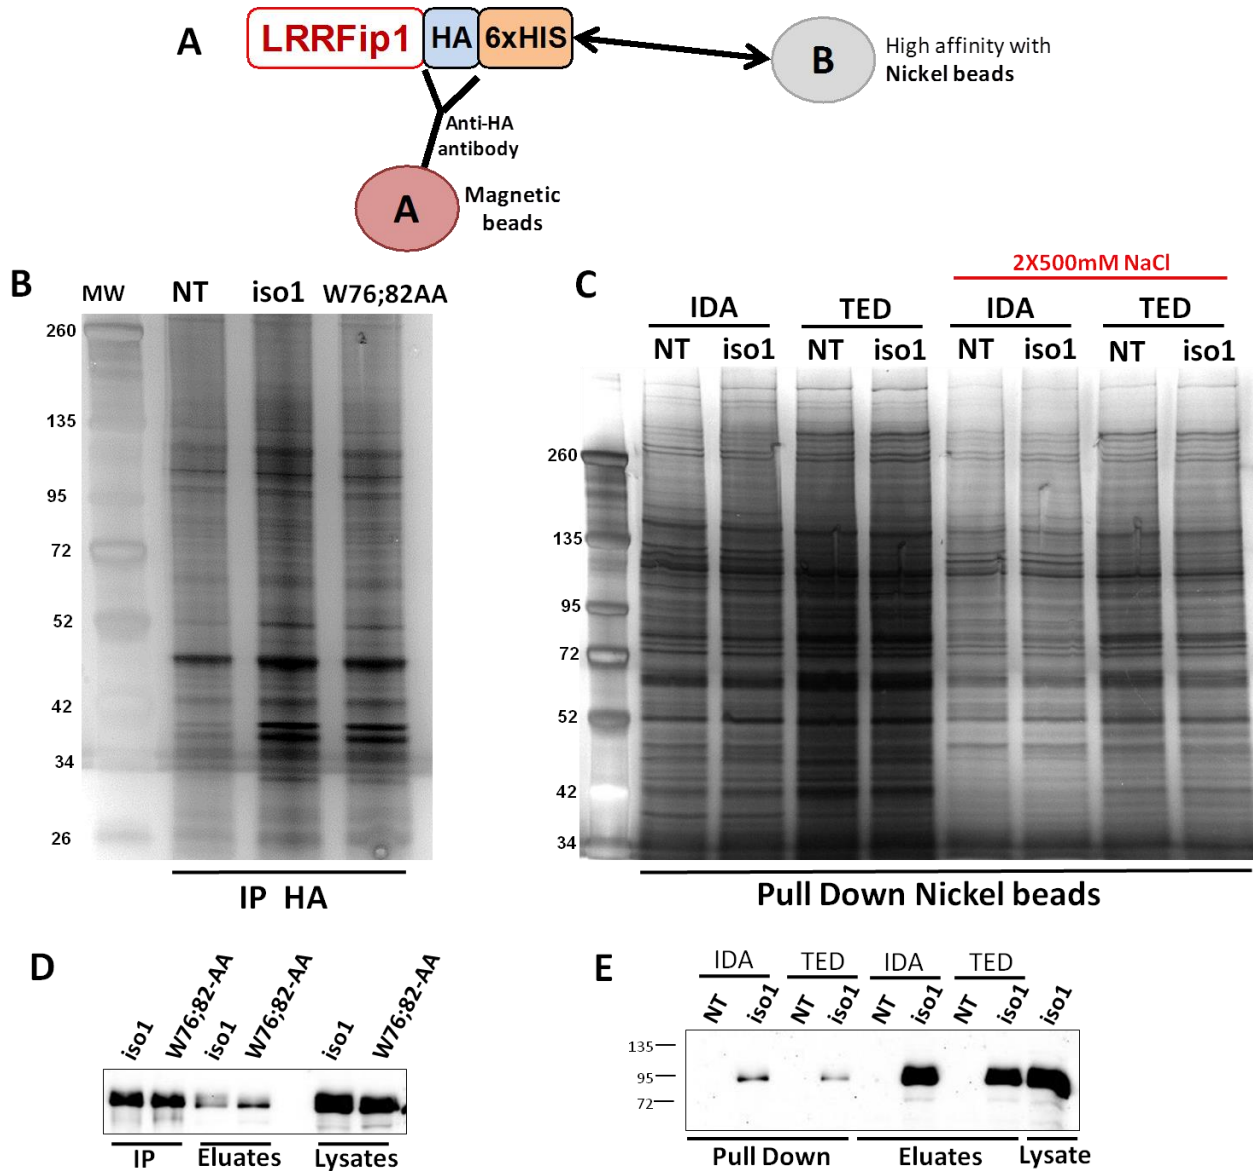 A
LRRFip1 HA 6xHIS
B
High affinity with
Nickel beads
Anti-HA
antibody
A
Magnetic
beads
B
MW NT iso1 W76;82AA
260
135
95
72
52
42
34
26
IP HA
C
2X500mM NaCl
IDA TED IDA TED
NT iso1 NT iso1 NT iso1 NT iso1
260
135
95
72
52
42
34
Pull Down Nickel beads
D
iso1 W76;82-AA iso1 W76;82-AA iso1 W76;82-AA
IP Eluates Lysates
E
IDA TED IDA TED
NT iso1 NT iso1 NT iso1 NT iso1 iso1
135
95
72
Pull Down Eluates Lysate